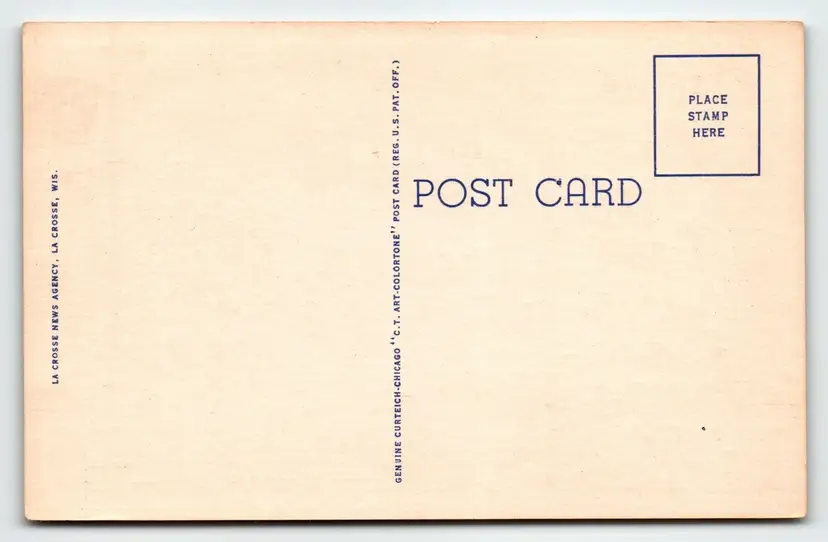 LA CROSSE NEWS AGENCY, LA CROSSE, WIS.
GENUINE CURTEICH-CHICAGO "C.T. ART-COLORTONE" POST CARD (REG. U.S. PAT. OFF.)
POST CARD
PLACE
STAMP
HERE